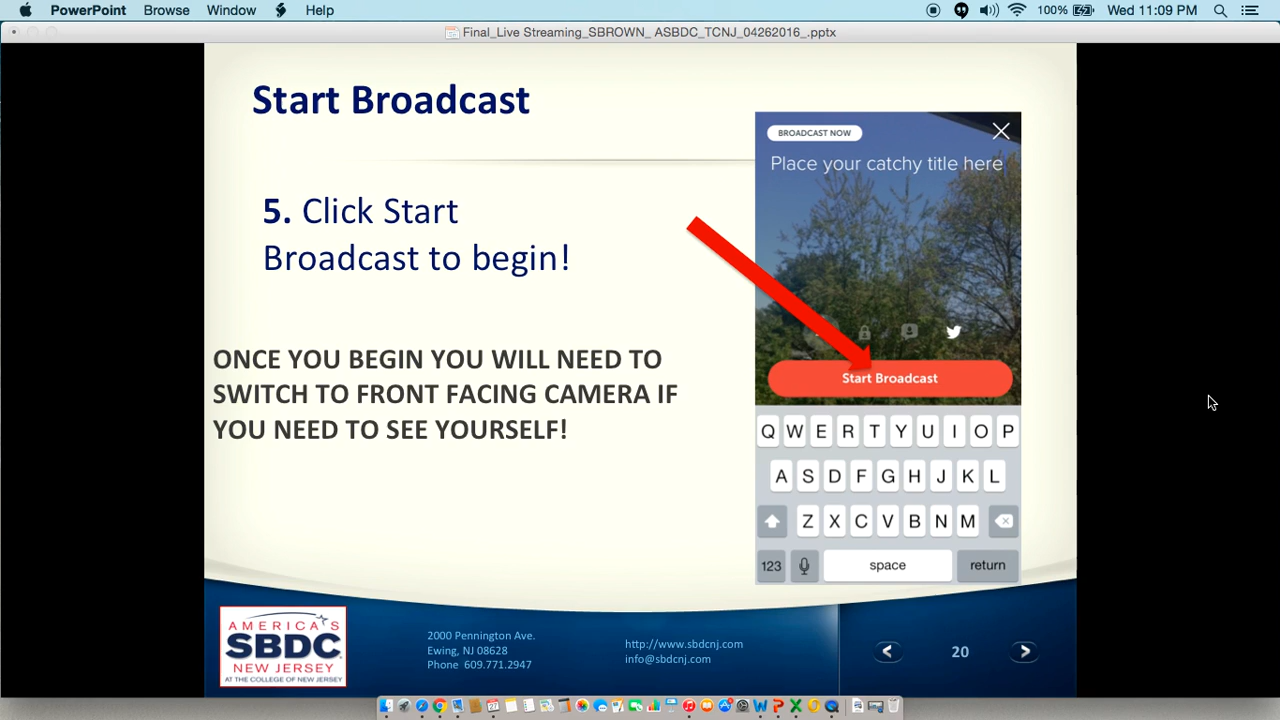 PowerPoint Browse Window Help 100% Wed 11:09 PM
Final_Live Streaming_SBROWN_ ASBDC_TCNJ_04262016_.pptx
Start Broadcast
5. Click Start
Broadcast to begin!
ONCE YOU BEGIN YOU WILL NEED TO
SWITCH TO FRONT FACING CAMERA IF
YOU NEED TO SEE YOURSELF!
BROADCAST NOW
Place your catchy title here
Start Broadcast
Q W E R T Y U I O P
A S D F G H J K L
Z X C V B N M
123 space return
AMERICA'S
SBDC
NEW JERSEY
AT THE COLLEGE OF NEW JERSEY
2000 Pennington Ave.
Ewing, NJ 08628
Phone 609.771.2947
http://www.sbdcnj.com
info@sbdcnj.com
< 20 >